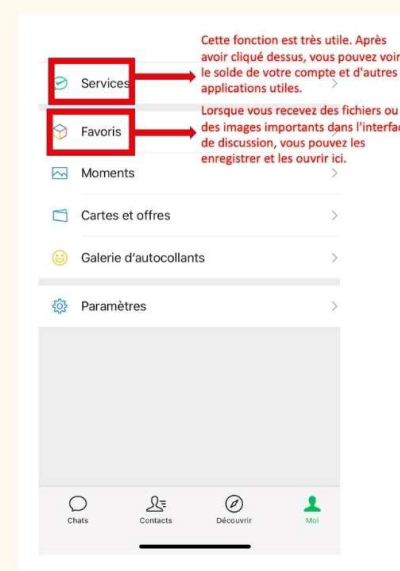 Cette fonction est très utile. Après
avoir cliqué dessus, vous pouvez voir
le solde de votre compte et d'autres
applications utiles.
Services
Lorsque vous recevez des fichiers ou
des images importants dans l'interfac
de discussion, vous pouvez les
enregistrer et les ouvrir ici.
Favoris
Moments
Cartes et offres
Galerie d'autocollants
Paramètres
Chats
Contacts
Découvrir
Moi